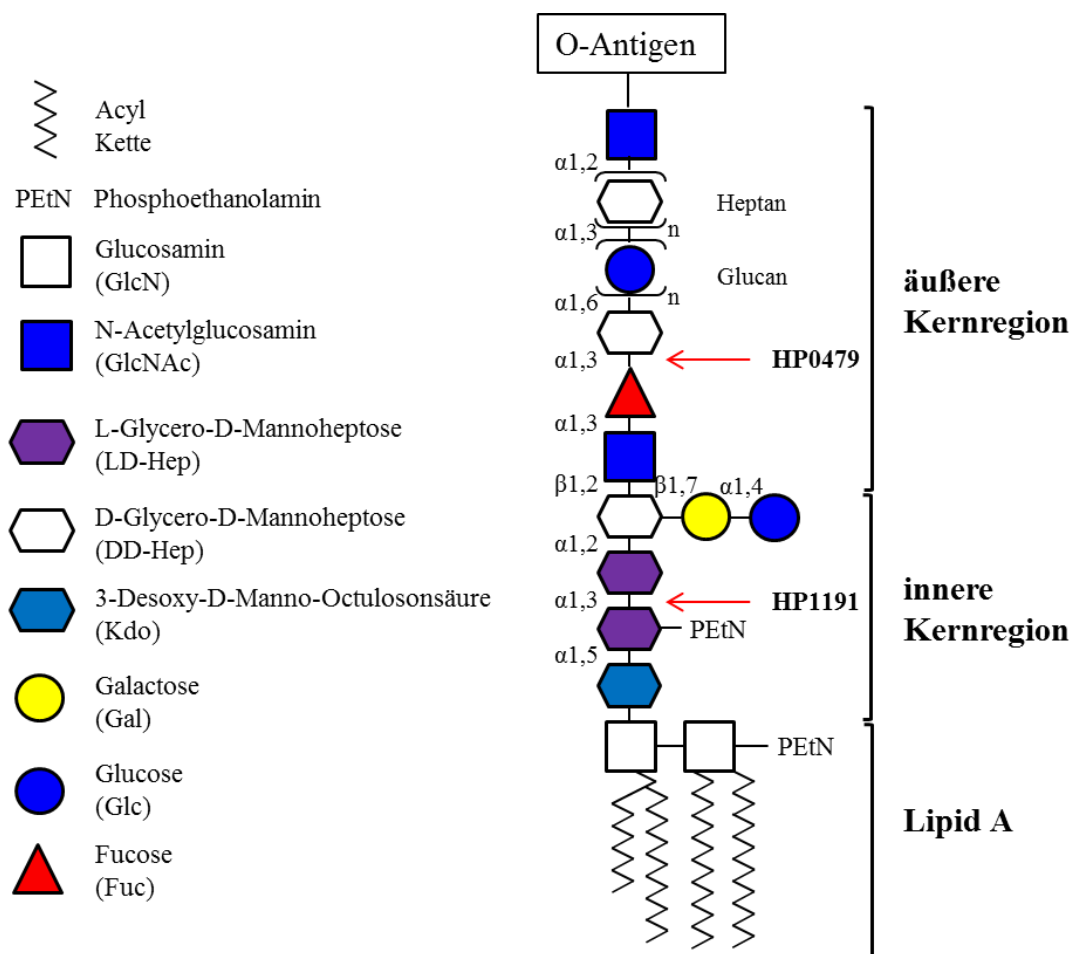 O-Antigen
Acyl
Kette
PEtN Phosphoethanolamin
Glucosamin
(GlcN)
N-Acetylglucosamin
(GlcNAc)
L-Glycero-D-Mannoheptose
(LD-Hep)
D-Glycero-D-Mannoheptose
(DD-Hep)
3-Desoxy-D-Manno-Octulosonsäure
(Kdo)
Galactose
(Gal)
Glucose
(Glc)
Fucose
(Fuc)
α1,2
Heptan
α1,3
n
Glucan
α1,6
n
α1,3
HP0479
α1,3
β1,2
β1,7
α1,4
α1,2
α1,3
HP1191
PEtN
α1,5
PEtN
äußere
Kernregion
innere
Kernregion
Lipid A